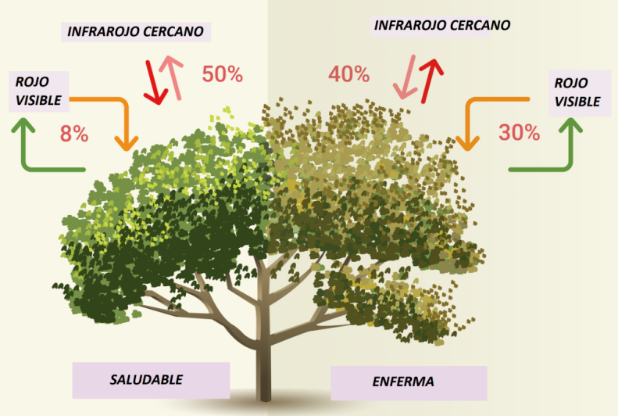 INFRAROJO CERCANO
INFRAROJO CERCANO
50%
40%
ROJO
VISIBLE
ROJO
VISIBLE
8%
30%
SALUDABLE
ENFERMA